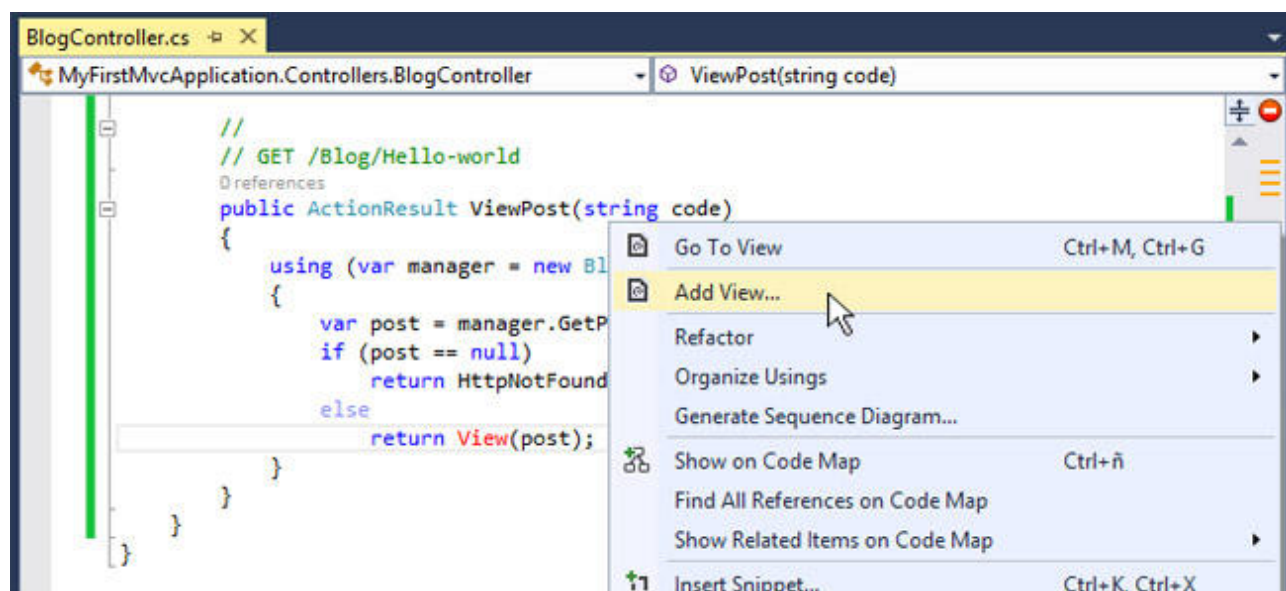 BlogController.cs
MyFirstMvcApplication.Controllers.BlogController
ViewPost(string code)
//
// GET /Blog/Hello-world
0 references
public ActionResult ViewPost(string code)
{
using (var manager = new Bl
{
var post = manager.GetP
if (post == null)
return HttpNotFound
else
return View(post);
}
}
}
}
Go To View Ctrl+M, Ctrl+G
Add View...
Refactor
Organize Usings
Generate Sequence Diagram...
Show on Code Map Ctrl+ñ
Find All References on Code Map
Show Related Items on Code Map
Insert Snippet... Ctrl+K, Ctrl+X